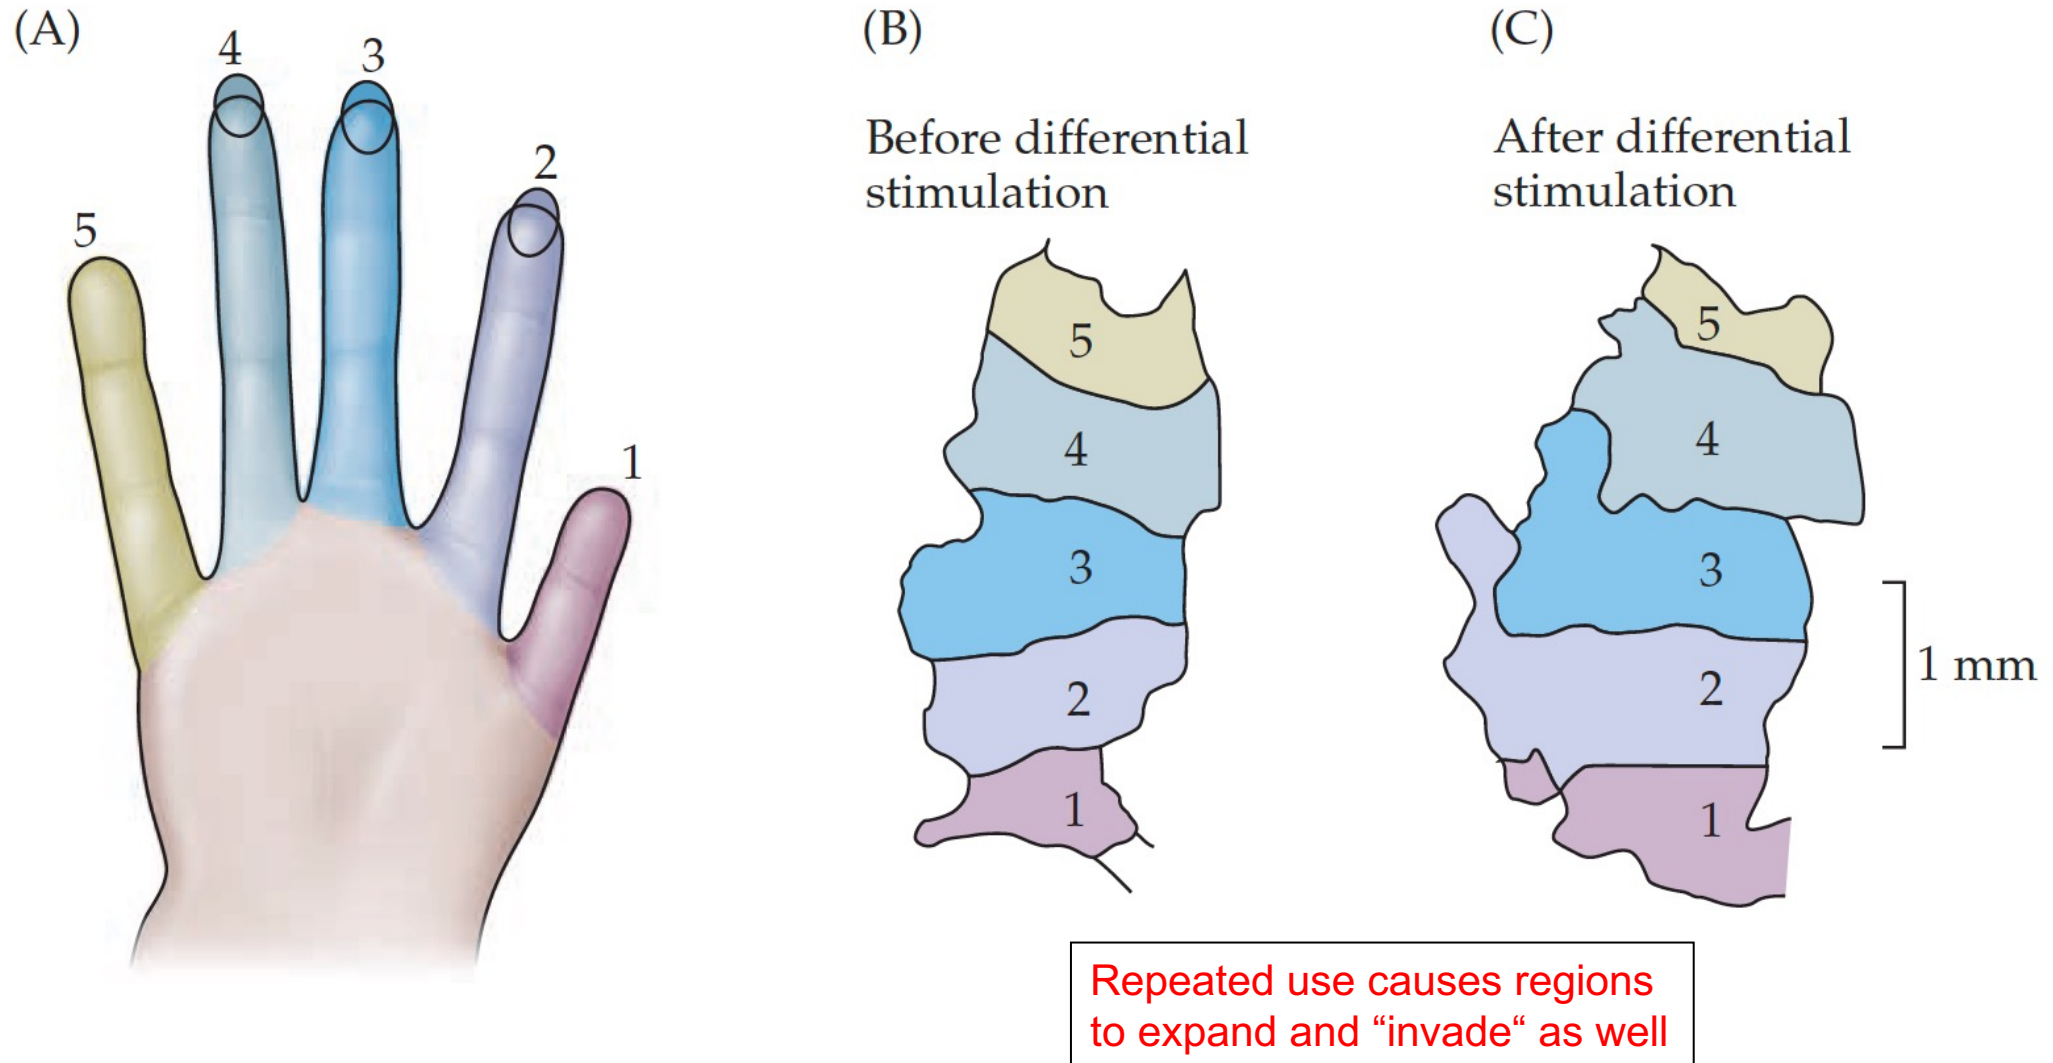 (A)
4
3
2
5
1
(B)
Before differential
stimulation
5
4
3
2
1
(C)
After differential
stimulation
5
4
3
2
1
1 mm
Repeated use causes regions
to expand and “invade“ as well